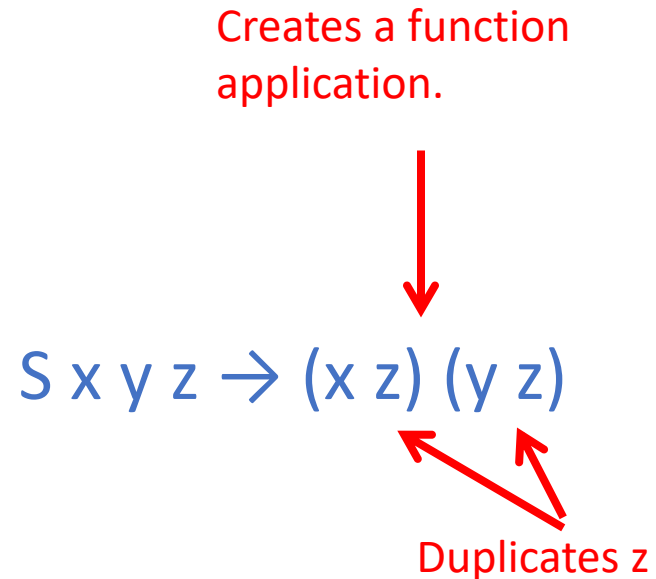 Creates a function
application.
S x y z → (x z) (y z)
Duplicates z